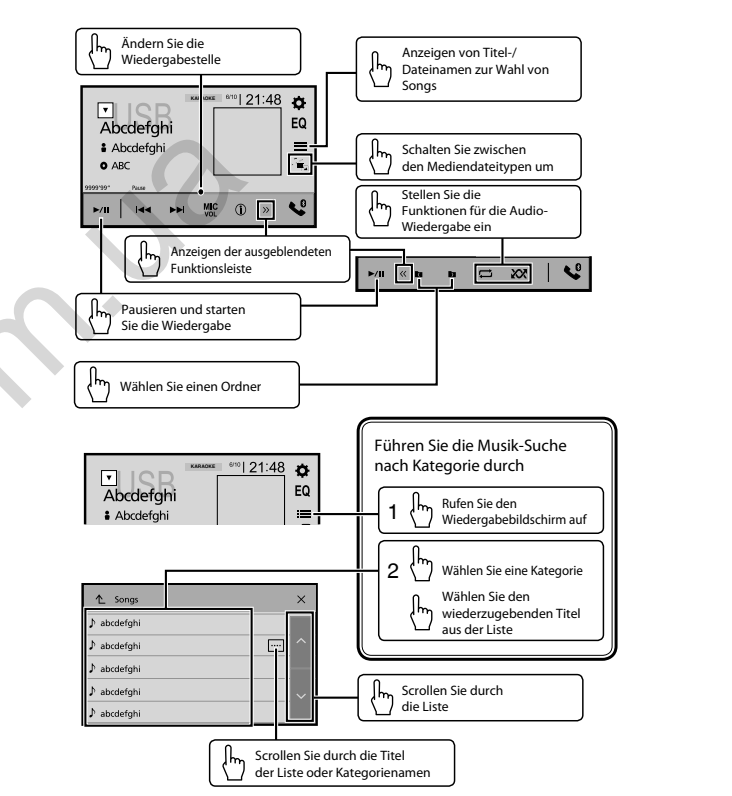 Ändern Sie die
Wiedergabestelle
Anzeigen von Titel-/
Dateinamen zur Wahl von
Songs
USB
KARAOKE 6/10 21:48
Abcdefghi
EQ
Abcdefghi
ABC
9999'99" Pause
MIC
VOL
Schalten Sie zwischen
den Mediendateitypen um
Stellen Sie die
Funktionen für die Audio-
Wiedergabe ein
Anzeigen der ausgeblendeten
Funktionsleiste
Pausieren und starten
Sie die Wiedergabe
Wählen Sie einen Ordner
Führen Sie die Musik-Suche
nach Kategorie durch
1 Rufen Sie den
Wiedergabebildschirm auf
2 Wählen Sie eine Kategorie
Wählen Sie den
wiederzugebenden Titel
aus der Liste
USB
KARAOKE 6/10 21:48
Abcdefghi
EQ
Abcdefghi
Songs
abcdefghi
abcdefghi
abcdefghi
abcdefghi
abcdefghi
Scrollen Sie durch
die Liste
Scrollen Sie durch die Titel
der Liste oder Kategorienamen
m.ua